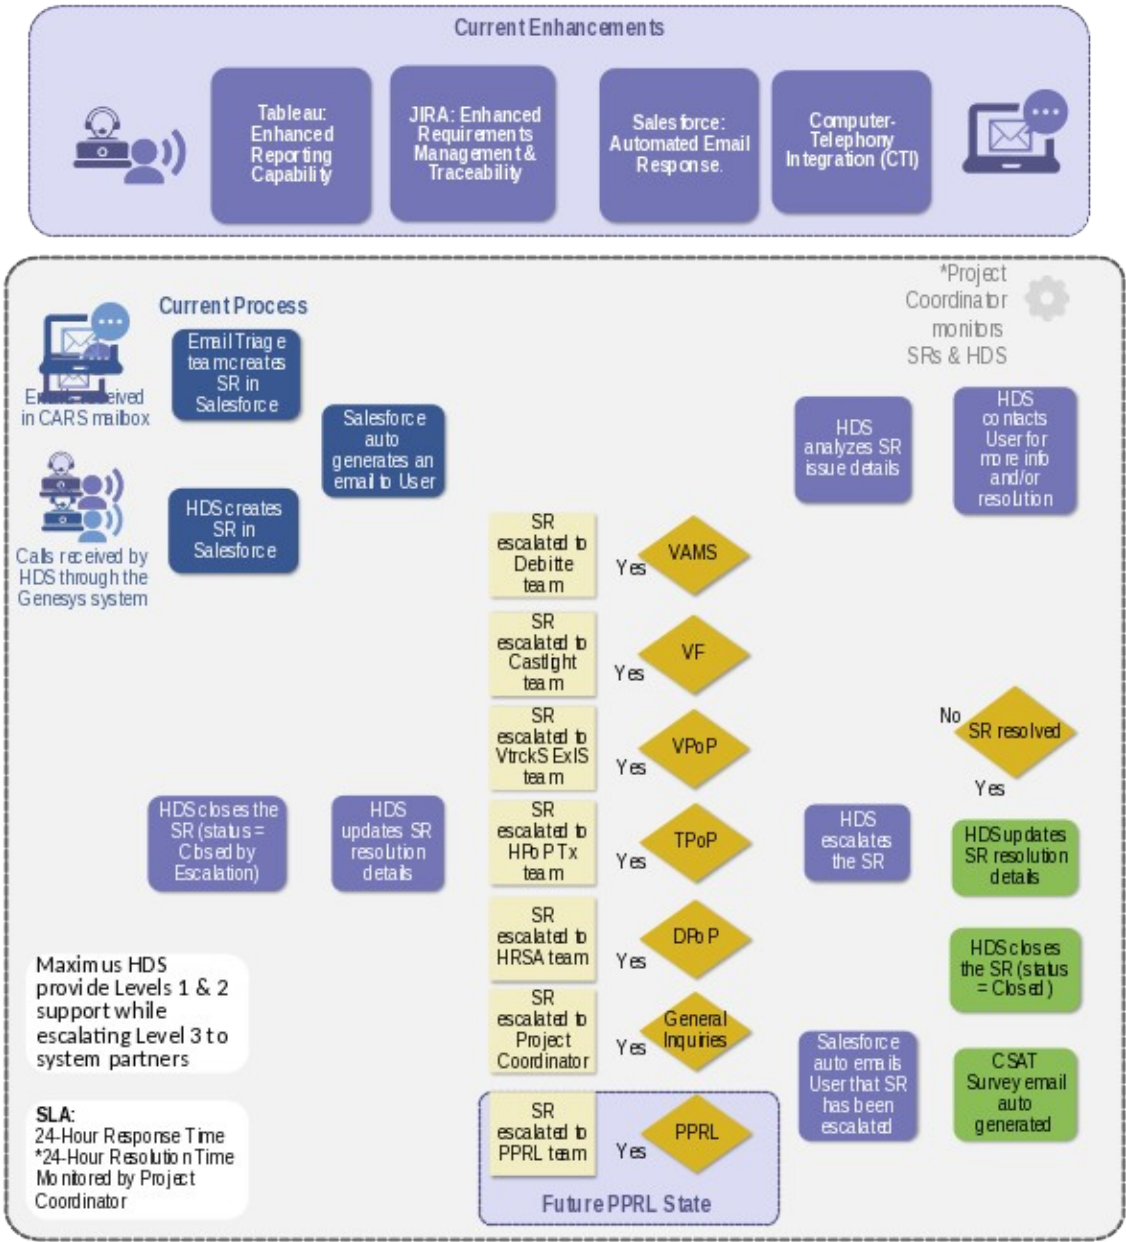 Current Enhancements
Tableau:
Enhanced
Reporting
Capability
JIRA: Enhanced
Requirements
Management &
Traceability
Salesforce:
Automated Email
Response.
Computer-
Telephony
Integration (CTI)
*Project
Coordinator
monitors
SRs & HDS
Current Process
Emails received
in CARS mailbox
Email Triage
team creates
SR in
Salesforce
Salesforce
auto
generates an
email to User
Calls received by
HDS through the
Genesys system
HDS creates
SR in
Salesforce
HDS
analyzes SR
issue details
HDS
contacts
User for
more info
and/or
resolution
SR
escalated to
Debitte
team
Yes
VAMS
SR
escalated to
Castlight
team
Yes
VF
SR
escalated to
VtrckS ExIS
team
Yes
VPoP
No
SR resolved
Yes
HDS closes the
SR (status =
Closed by
Escalation)
HDS
updates SR
resolution
details
SR
escalated to
HPoP Tx
team
Yes
TPoP
HDS
escalates
the SR
HDS updates
SR resolution
details
SR
escalated to
HRSA team
Yes
DPoP
HDS closes
the SR (status
= Closed)
Maximus HDS
provide Levels 1 & 2
support while
escalating Level 3 to
system partners
SR
escalated to
Project
Coordinator
Yes
General
Inquiries
Salesforce
auto emails
User that SR
has been
escalated
CSAT
Survey email
auto
generated
SLA:
24-Hour Response Time
*24-Hour Resolution Time
Monitored by Project
Coordinator
SR
escalated to
PPRL team
Yes
PPRL
Future PPRL State